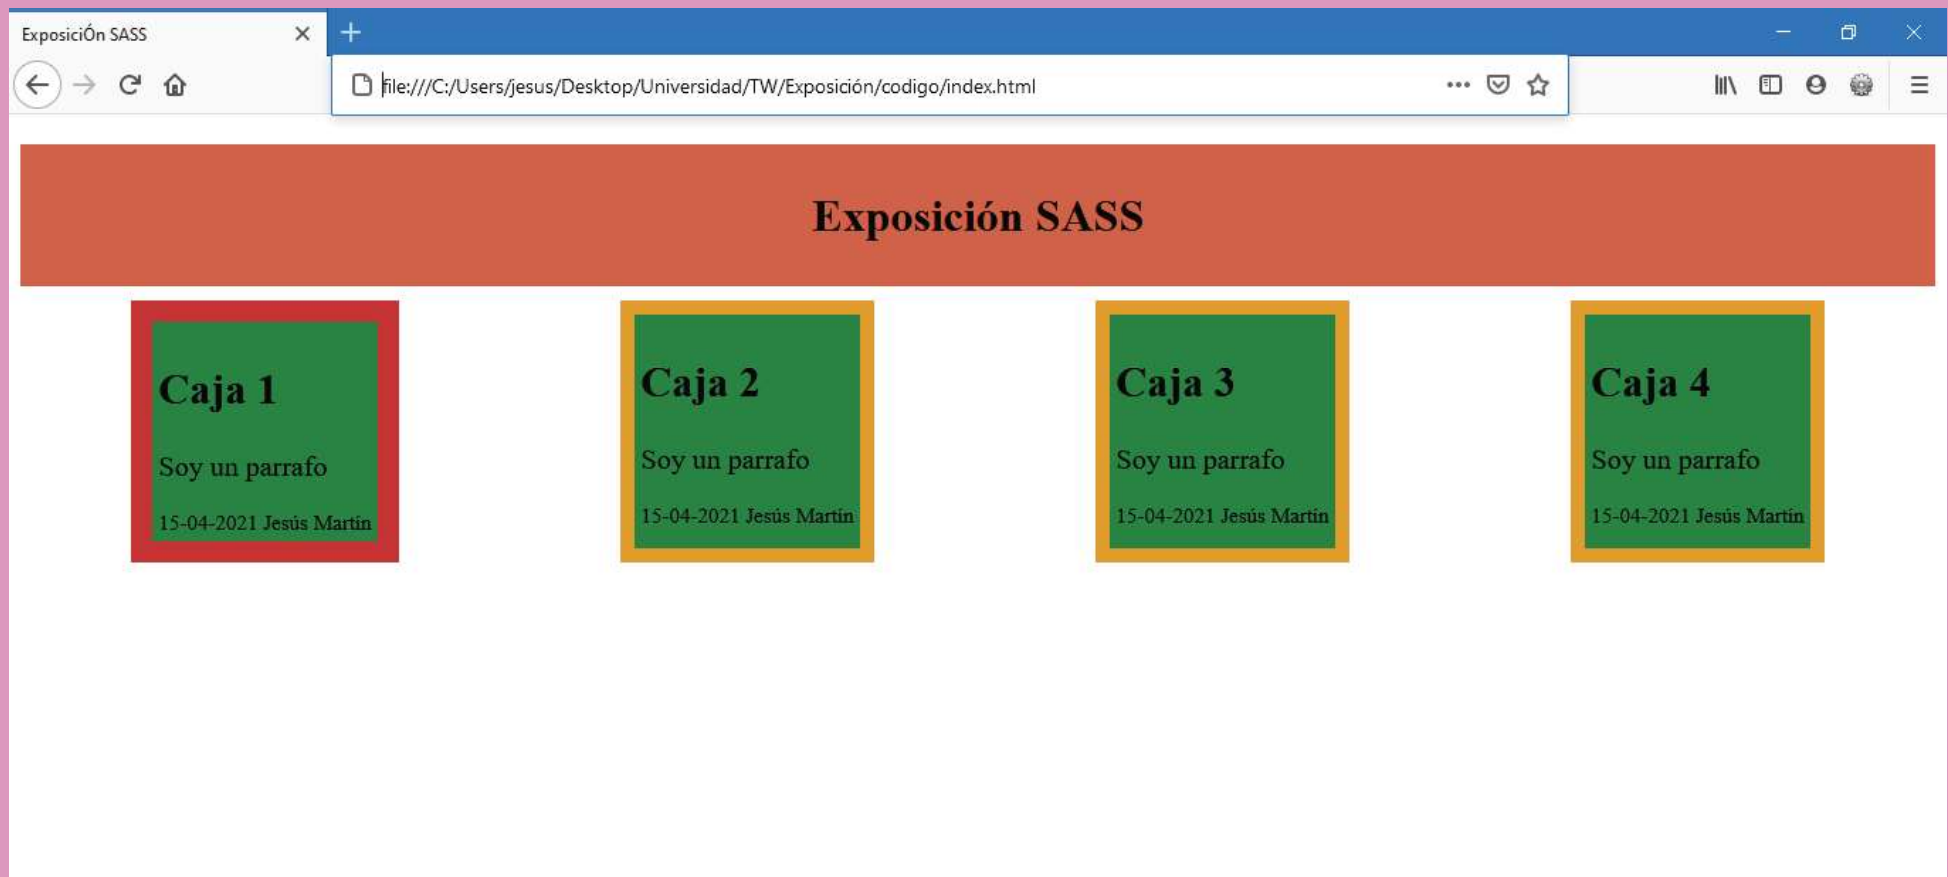 ExposiciÓn SASS
file:///C:/Users/jesus/Desktop/Universidad/TW/Exposición/codigo/index.html
Exposición SASS
Caja 1
Soy un parrafo
15-04-2021 Jesús Martín
Caja 2
Soy un parrafo
15-04-2021 Jesús Martín
Caja 3
Soy un parrafo
15-04-2021 Jesús Martín
Caja 4
Soy un parrafo
15-04-2021 Jesús Martín